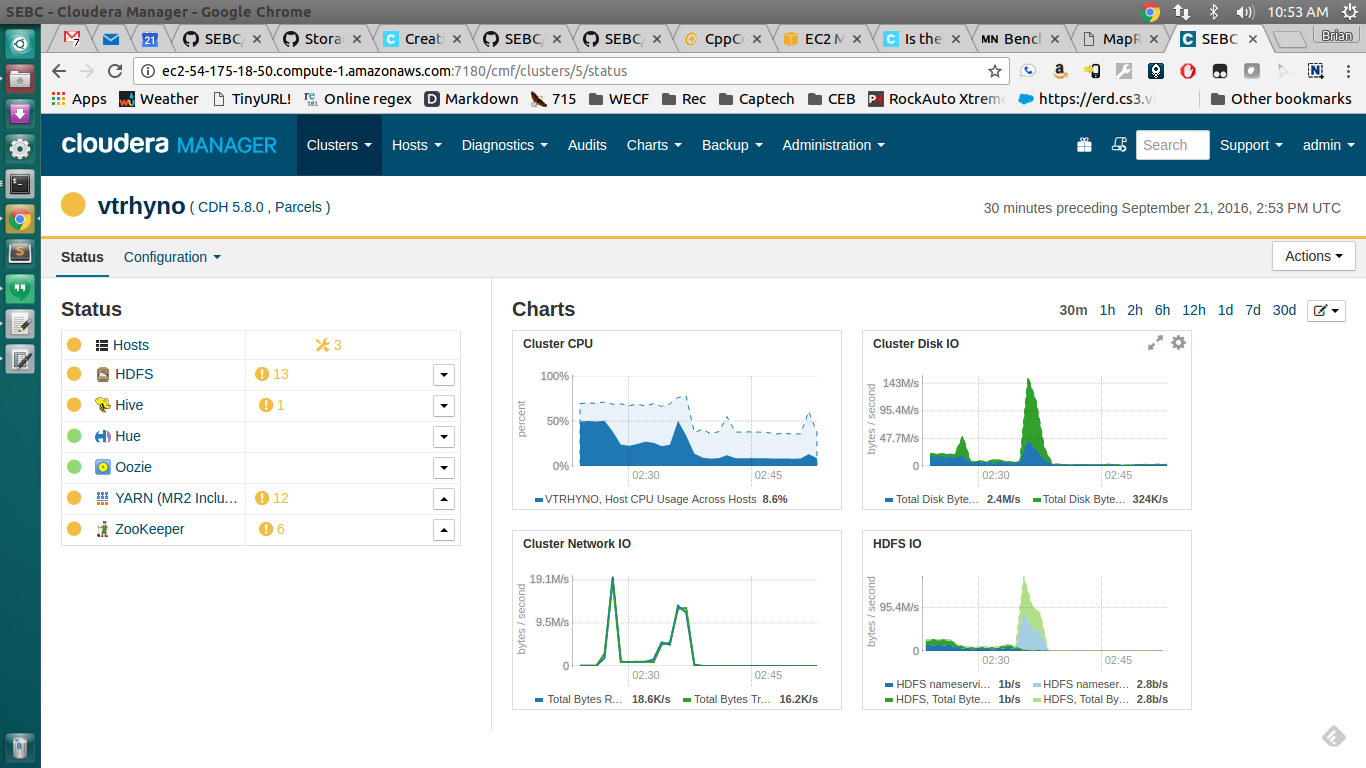 SEBC - Cloudera Manager - Google Chrome
10:53 AM
7
21
SEBC/
Stora
Creati
SEBC/
SEBC/
CppCo
EC2 M
Is the
MN Bench
MapR
SEBC
Brian
ec2-54-175-18-50.compute-1.amazonaws.com:7180/cmf/clusters/5/status
Apps
Weather
TinyURL!
Online regex
Markdown
715
WECF
Rec
Captech
CEB
RockAuto Xtreme
https://erd.cs3.v
Other bookmarks
cloudera MANAGER
Clusters
Hosts
Diagnostics
Audits
Charts
Backup
Administration
Search
Support
admin
vtrhyno ( CDH 5.8.0 , Parcels )
30 minutes preceding September 21, 2016, 2:53 PM UTC
Status
Configuration
Actions
Status
Hosts 3
HDFS 13
Hive 1
Hue
Oozie
YARN (MR2 Inclu... 12
ZooKeeper 6
Charts
30m 1h 2h 6h 12h 1d 7d 30d
Cluster CPU
percent
100%
50%
0%
02:30 02:45
VTRHYNO, Host CPU Usage Across Hosts 8.6%
Cluster Disk IO
bytes / second
143M/s
95.4M/s
47.7M/s
0
02:30 02:45
Total Disk Byte... 2.4M/s Total Disk Byte... 324K/s
Cluster Network IO
bytes / second
19.1M/s
9.5M/s
0
02:30 02:45
Total Bytes R... 18.6K/s Total Bytes Tr... 16.2K/s
HDFS IO
bytes / second
95.4M/s
0
02:30 02:45
HDFS nameservi... 1b/s HDFS nameser... 2.8b/s
HDFS, Total Byte... 1b/s HDFS, Total By... 2.8b/s